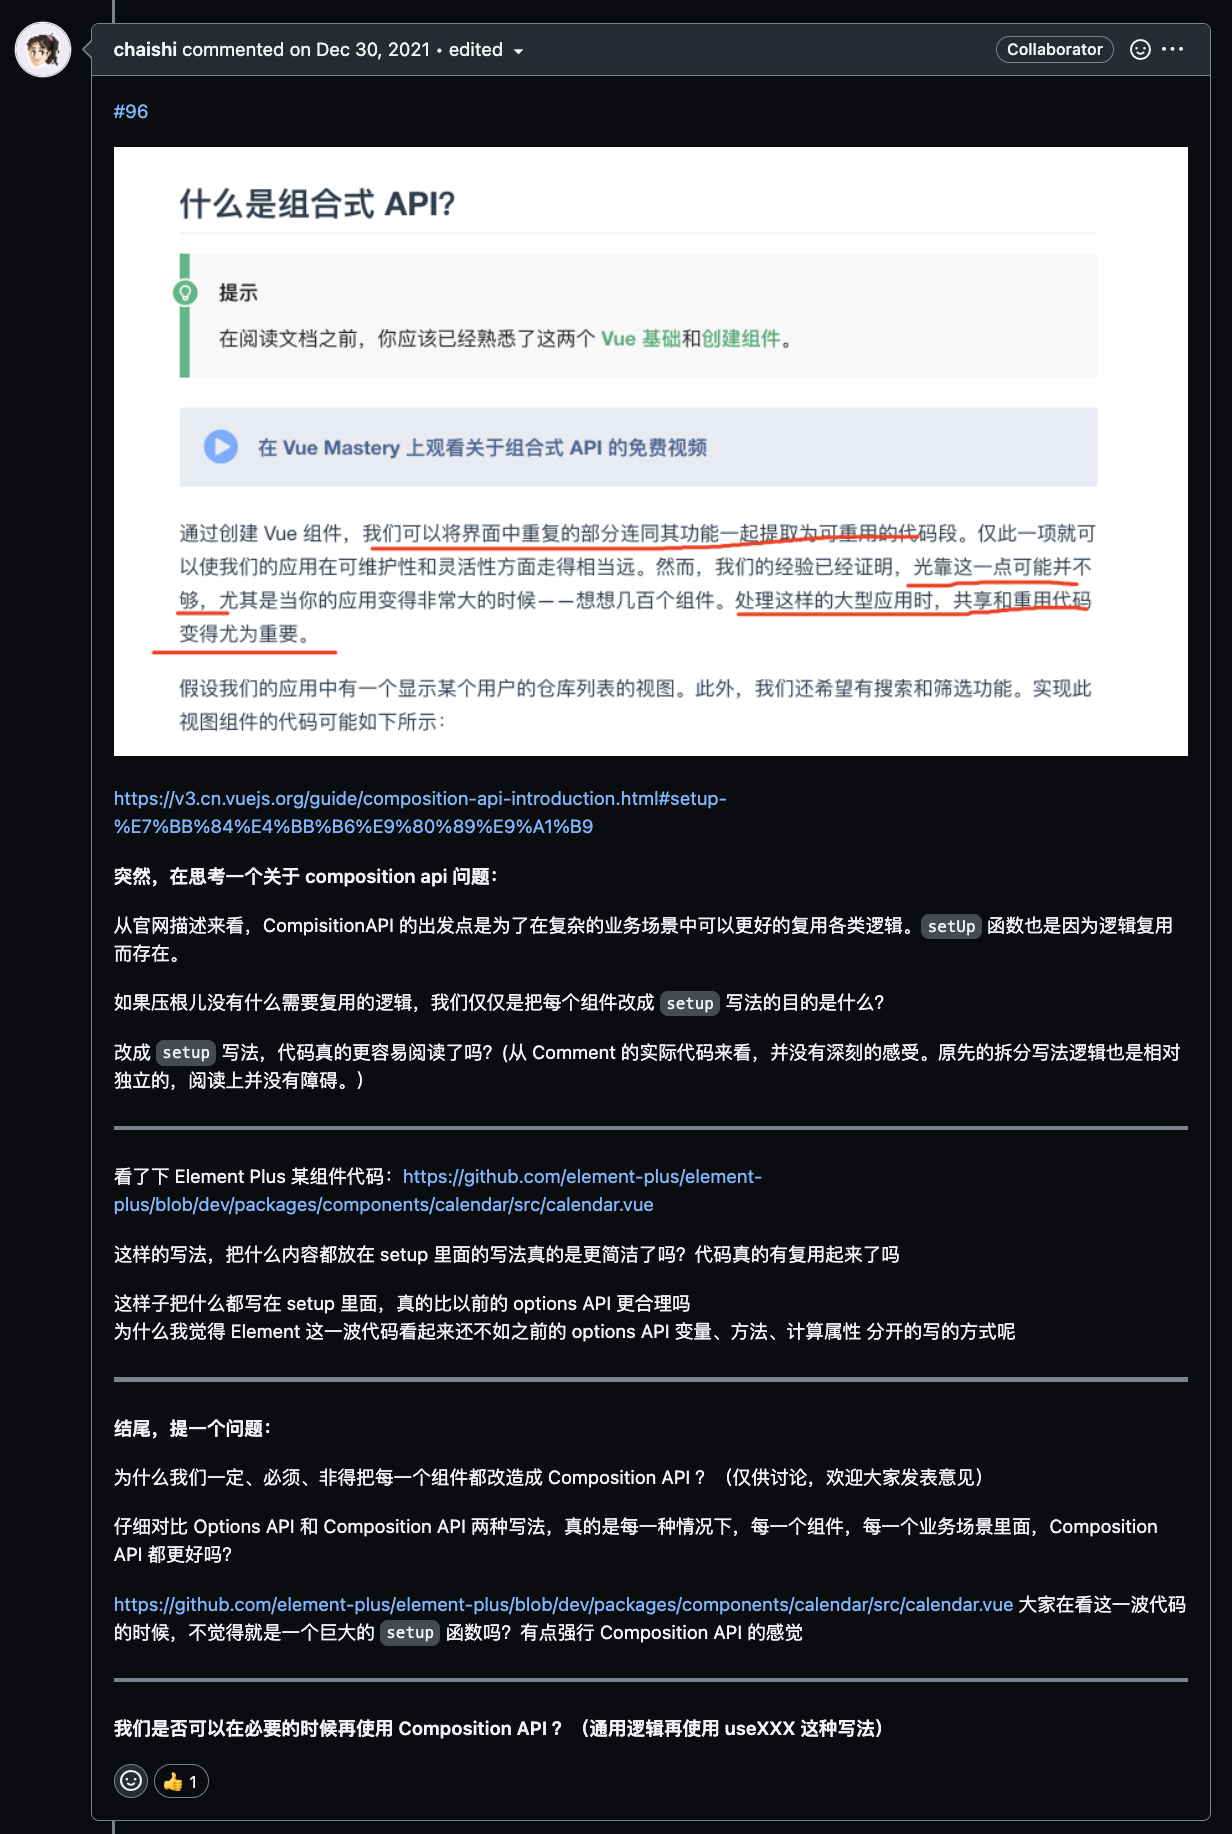 chaishi commented on Dec 30, 2021 • edited
Collaborator
#96
什么是组合式 API?
提示
在阅读文档之前，你应该已经熟悉了这两个 Vue 基础和创建组件。
在 Vue Mastery 上观看关于组合式 API 的免费视频
通过创建 Vue 组件，我们可以将界面中重复的部分连同其功能一起提取为可重用的代码段。仅此一项就可
以使我们的应用在可维护性和灵活性方面走得相当远。然而，我们的经验已经证明，光靠这一点可能并不
够，尤其是当你的应用变得非常大的时候——想想几百个组件。处理这样的大型应用时，共享和重用代码
变得尤为重要。
假设我们的应用中有一个显示某个用户的仓库列表的视图。此外，我们还希望有搜索和筛选功能。实现此
视图组件的代码可能如下所示：
https://v3.cn.vuejs.org/guide/composition-api-introduction.html#setup-
%E7%BB%84%E4%BB%B6%E9%80%89%E9%A1%B9
突然，在思考一个关于 composition api 问题：
从官网描述来看，CompisitionAPI 的出发点是为了在复杂的业务场景中可以更好的复用各类逻辑。setUp 函数也是因为逻辑复用
而存在。
如果压根儿没有什么需要复用的逻辑，我们仅仅是把每个组件改成 setup 写法的目的是什么？
改成 setup 写法，代码真的更容易阅读了吗？(从 Comment 的实际代码来看，并没有深刻的感受。原先的拆分写法逻辑也是相对
独立的，阅读上并没有障碍。）
看了下 Element Plus 某组件代码：https://github.com/element-plus/element-
plus/blob/dev/packages/components/calendar/src/calendar.vue
这样的写法，把什么内容都放在 setup 里面的写法真的是更简洁了吗？代码真的有复用起来了吗
这样子把什么都写在 setup 里面，真的比以前的 options API 更合理吗
为什么我觉得 Element 这一波代码看起来还不如之前的 options API 变量、方法、计算属性 分开的写的方式呢
结尾，提一个问题：
为什么我们一定、必须、非得把每一个组件都改造成 Composition API ？（仅供讨论，欢迎大家发表意见）
仔细对比 Options API 和 Composition API 两种写法，真的是每一种情况下，每一个组件，每一个业务场景里面，Composition
API 都更好吗？
https://github.com/element-plus/element-plus/blob/dev/packages/components/calendar/src/calendar.vue 大家在看这一波代码
的时候，不觉得就是一个巨大的 setup 函数吗？有点强行 Composition API 的感觉
我们是否可以在必要的时候再使用 Composition API ？（通用逻辑再使用 useXXX 这种写法）
👍 1